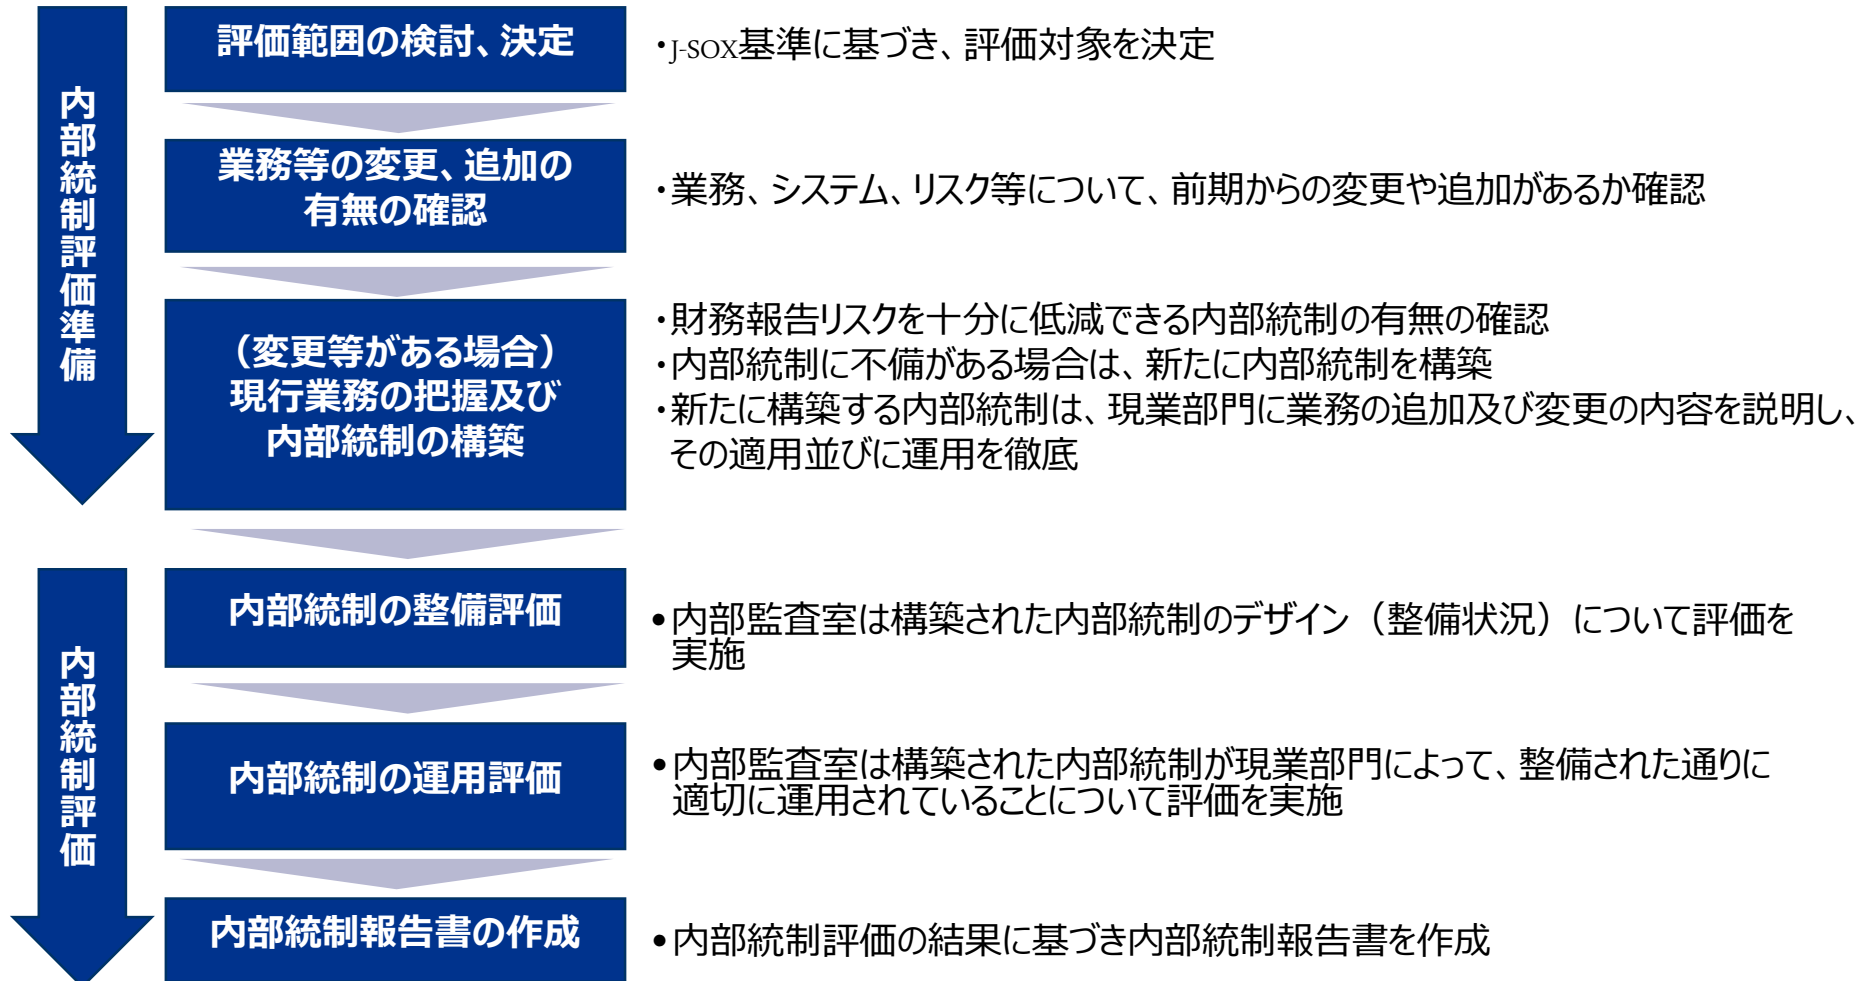 内部統制評価準備
評価範囲の検討、決定
・J-SOX基準に基づき、評価対象を決定
業務等の変更、追加の
有無の確認
・業務、システム、リスク等について、前期からの変更や追加があるか確認
（変更等がある場合）
現行業務の把握及び
内部統制の構築
・財務報告リスクを十分に低減できる内部統制の有無の確認
・内部統制に不備がある場合は、新たに内部統制を構築
・新たに構築する内部統制は、現業部門に業務の追加及び変更の内容を説明し、
その適用並びに運用を徹底
内部統制評価
内部統制の整備評価
•内部監査室は構築された内部統制のデザイン（整備状況）について評価を
実施
内部統制の運用評価
•内部監査室は構築された内部統制が現業部門によって、整備された通りに
適切に運用されていることについて評価を実施
内部統制報告書の作成
•内部統制評価の結果に基づき内部統制報告書を作成